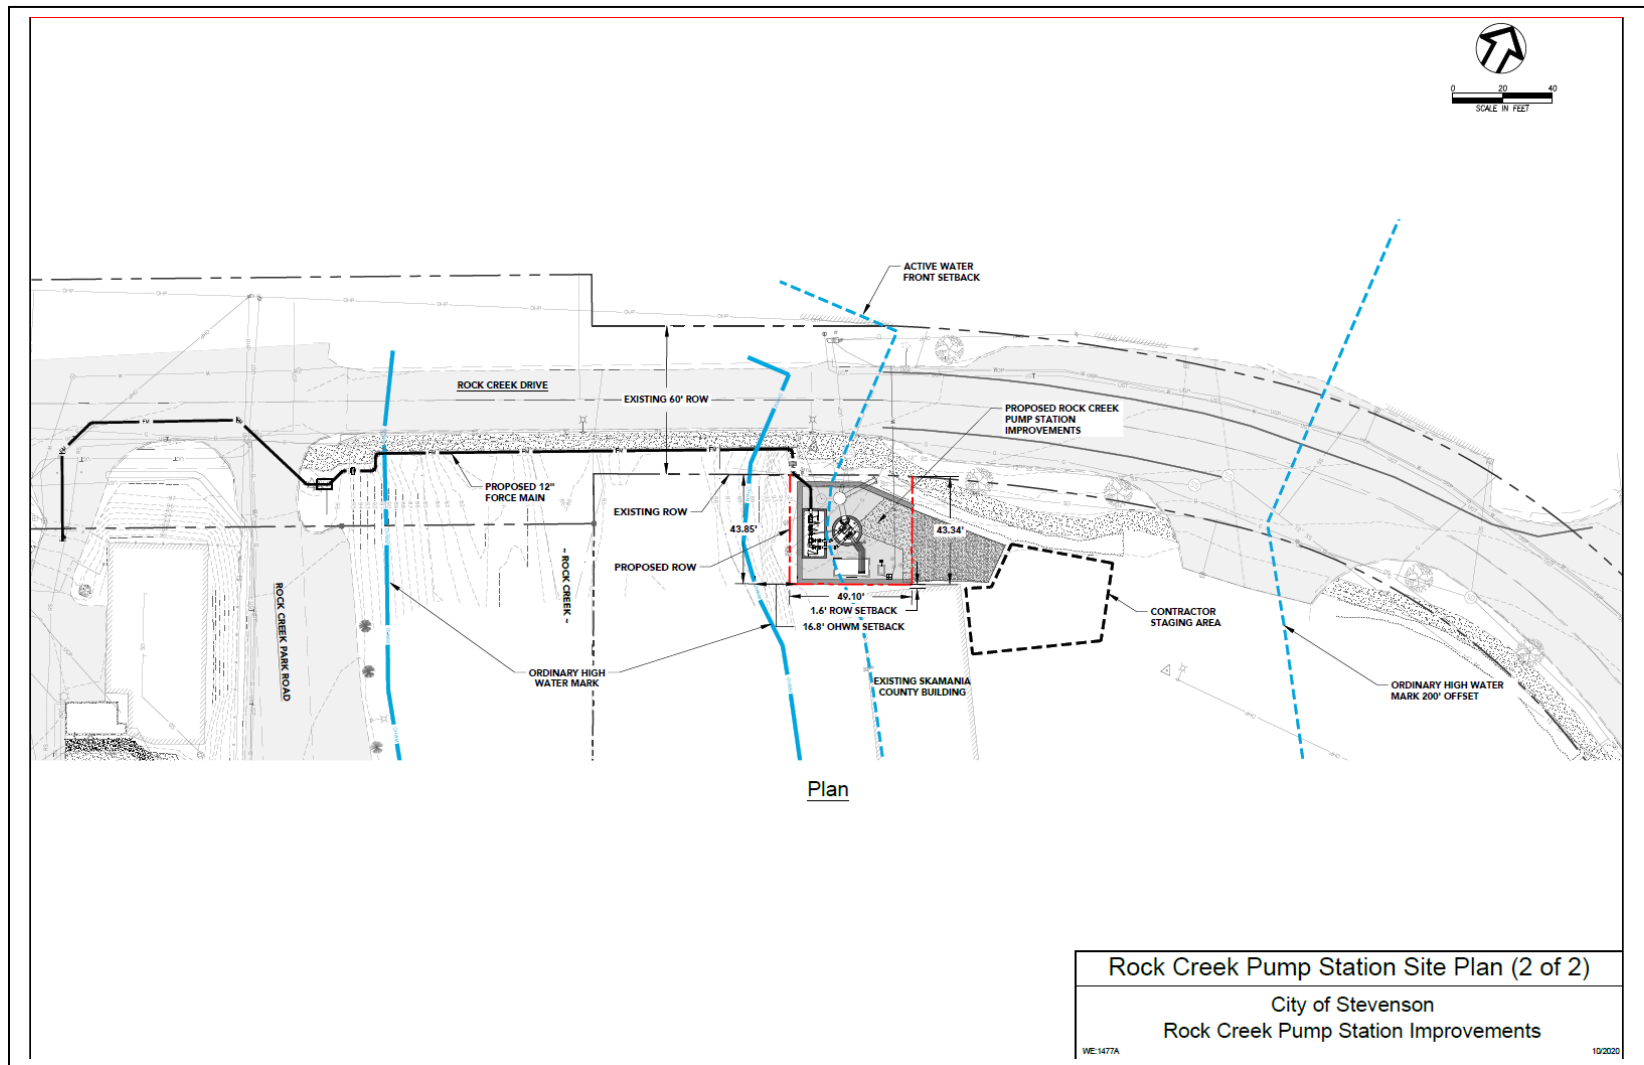 0 20 40
SCALE IN FEET
ACTIVE WATER
FRONT SETBACK
ROCK CREEK DRIVE
EXISTING 60' ROW
PROPOSED ROCK CREEK
PUMP STATION
IMPROVEMENTS
PROPOSED 12"
FORCE MAIN
EXISTING ROW
43.85'
43.34'
PROPOSED ROW
~ ROCK CREEK ~
ROCK CREEK PARK ROAD
49.10'
1.6' ROW SETBACK
16.8' OHWM SETBACK
CONTRACTOR
STAGING AREA
ORDINARY HIGH
WATER MARK
EXISTING SKAMANIA
COUNTY BUILDING
ORDINARY HIGH WATER
MARK 200' OFFSET
Plan
Rock Creek Pump Station Site Plan (2 of 2)
City of Stevenson
Rock Creek Pump Station Improvements
WE:1477A
10/2020